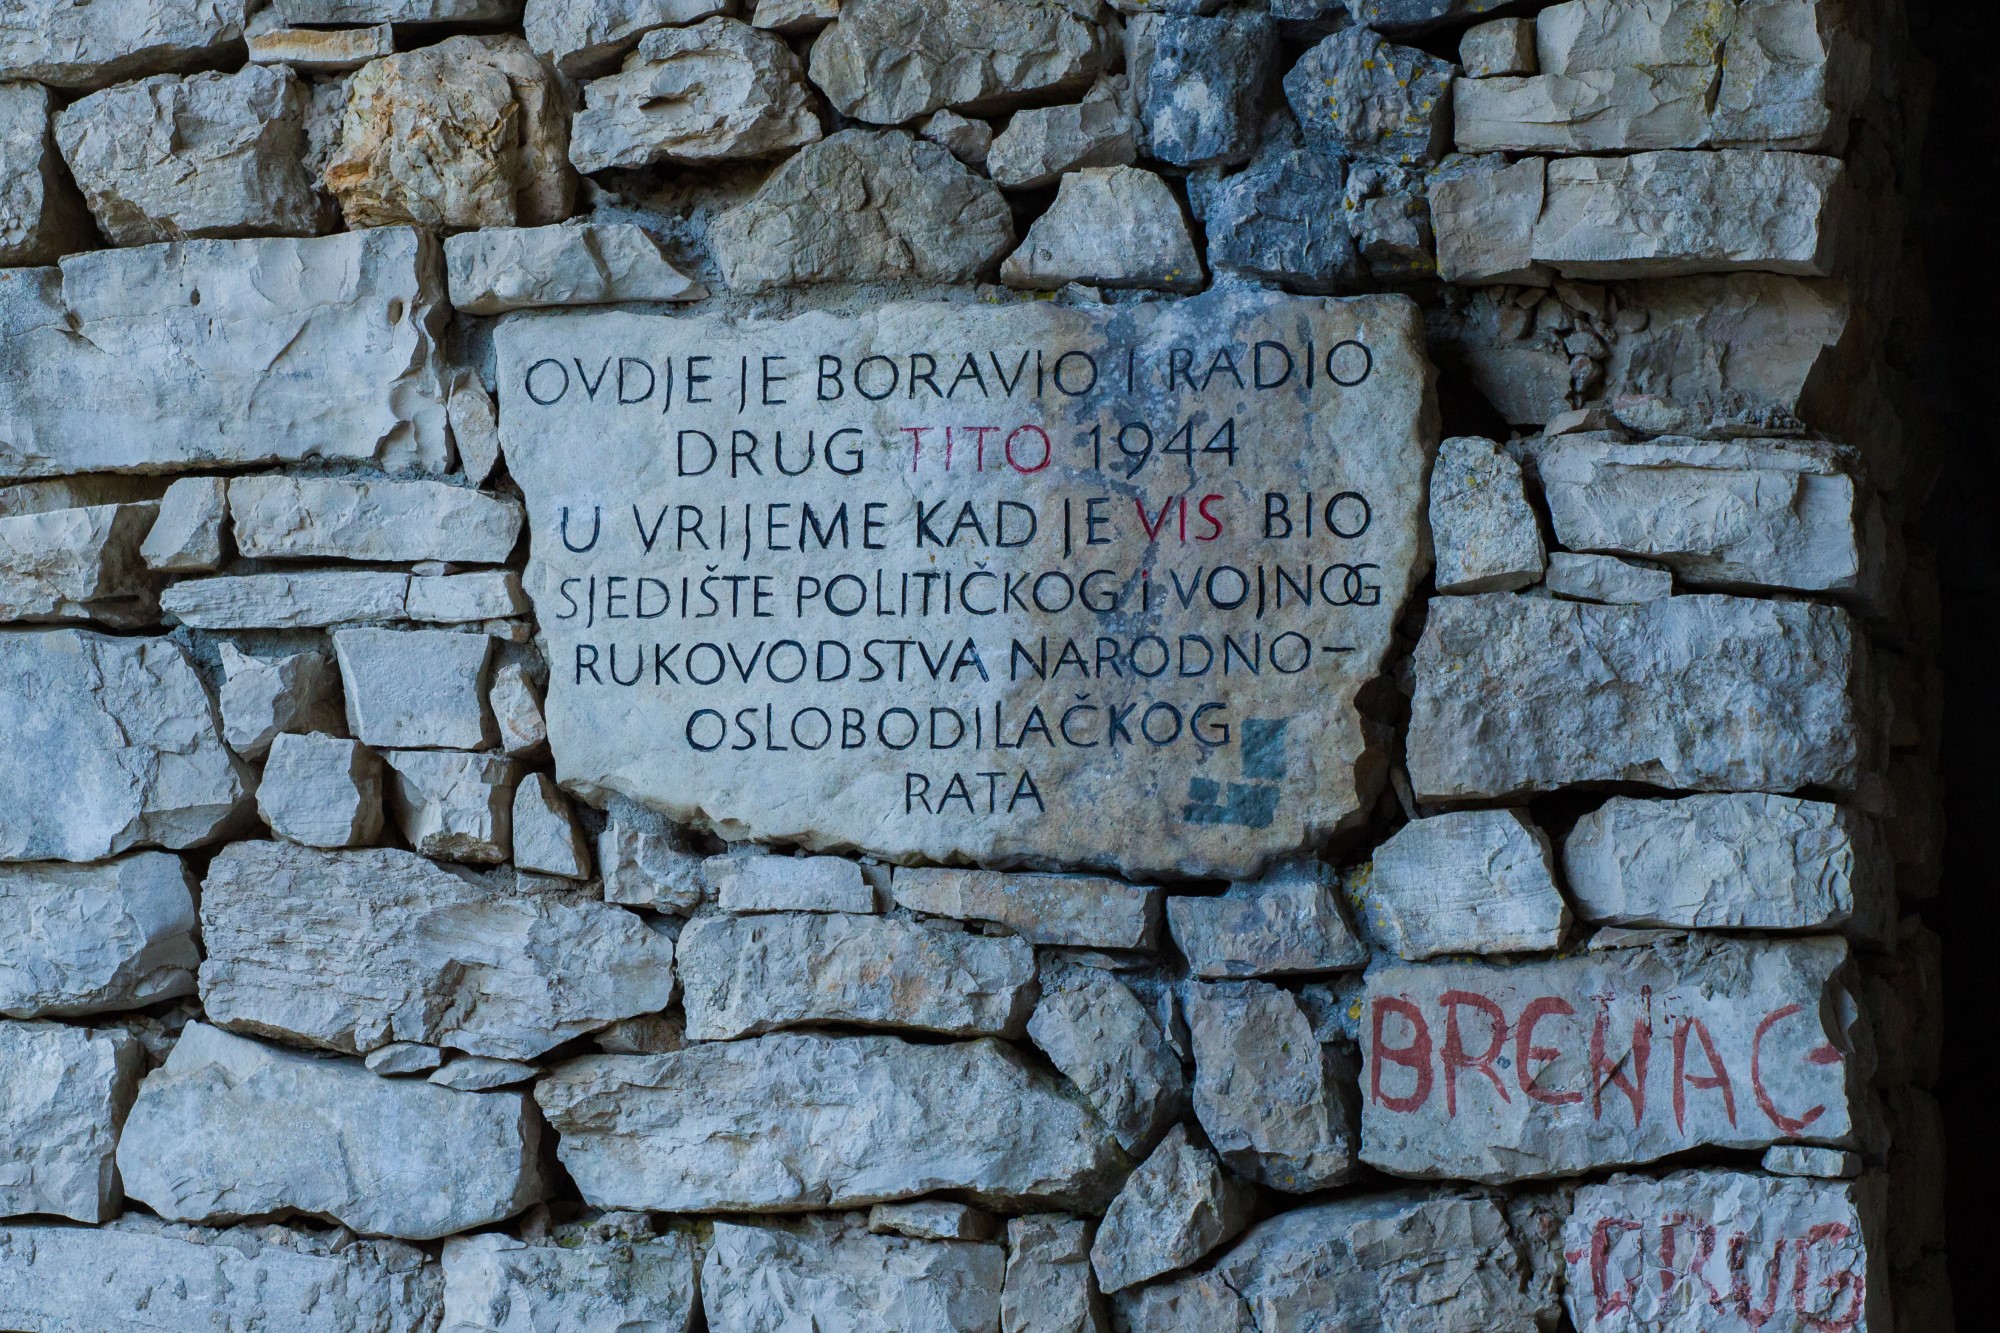 OVDJE JE BORAVIO I RADIO
DRUG TITO 1944
U VRIJEME KAD JE VIS BIO
SJEDIŠTE POLITIČKOG i VOJNOG
RUKOVODSTVA NARODNO–
OSLOBODILAČKOG
RATA
DRUG